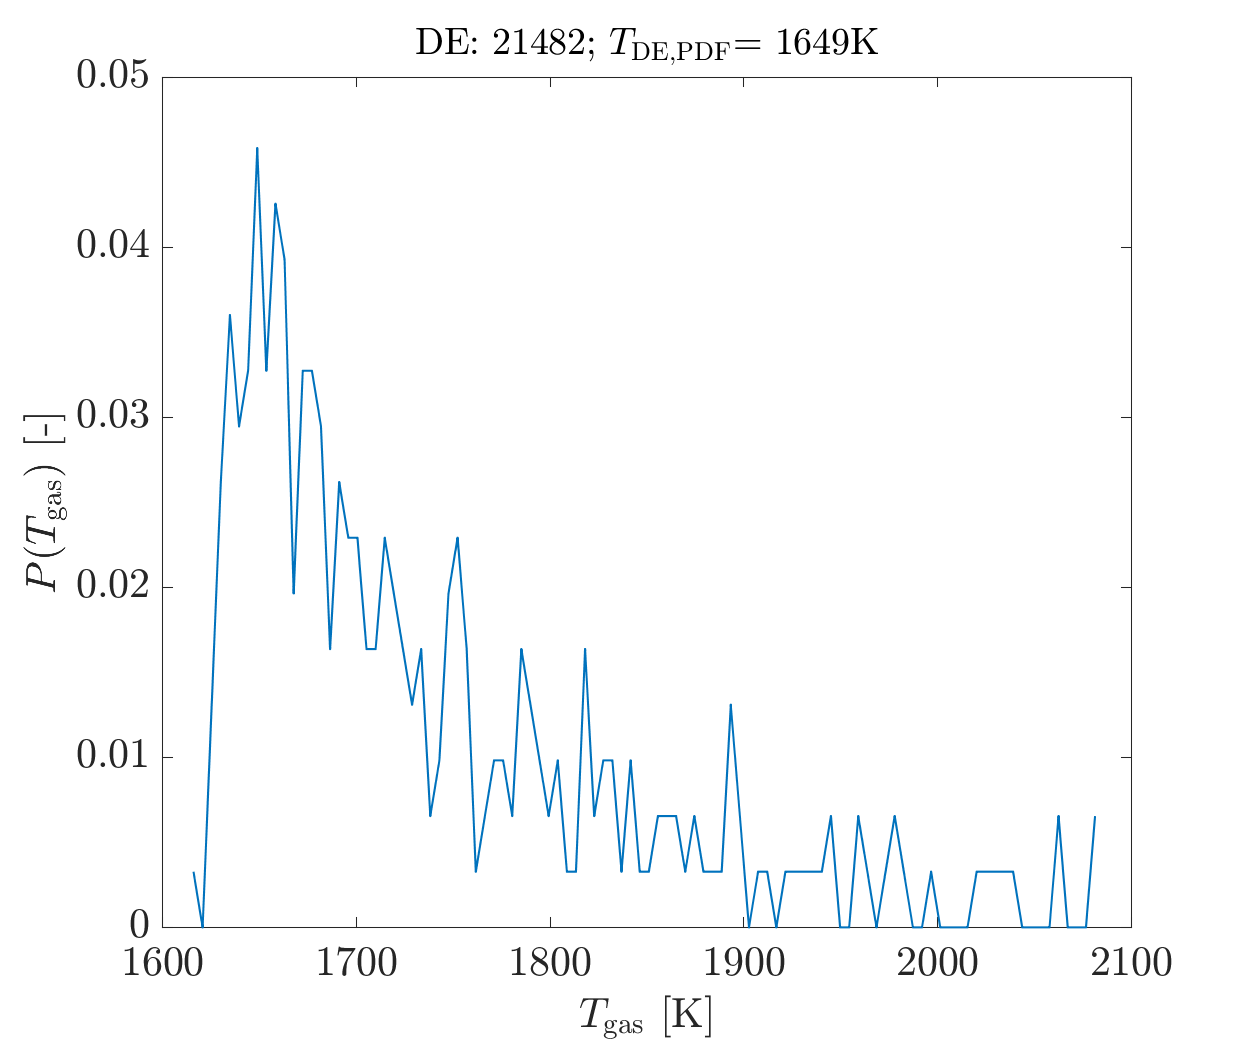 DE: 21482; T_DE,PDF= 1649K
0.05
0.04
0.03
0.02
0.01
0
P(T_gas) [-]
1600 1700 1800 1900 2000 2100
T_gas [K]